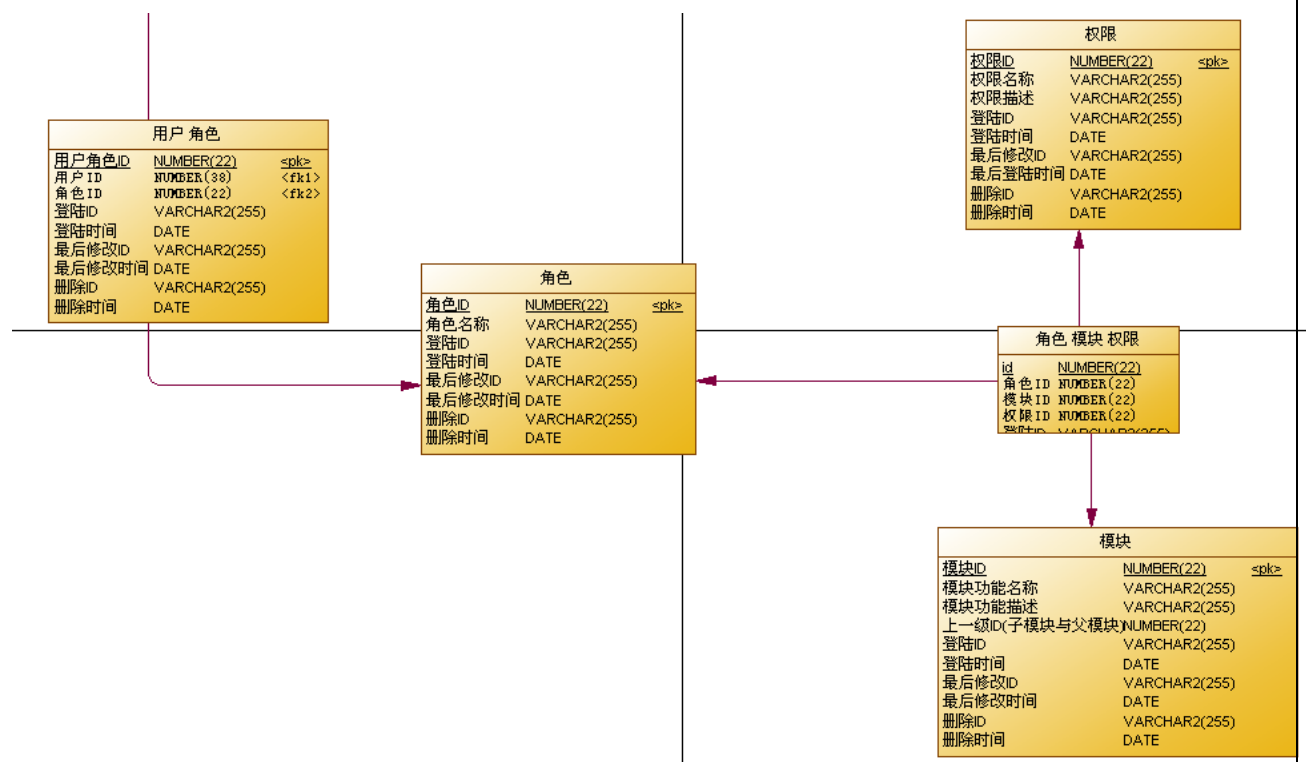 权限
权限ID NUMBER(22) <pk>
权限名称 VARCHAR2(255)
权限描述 VARCHAR2(255)
登陆ID VARCHAR2(255)
登陆时间 DATE
最后修改ID VARCHAR2(255)
最后登陆时间 DATE
删除ID VARCHAR2(255)
删除时间 DATE
用户 角色
用户角色ID NUMBER(22) <pk>
用户ID NUMBER(38) <fk1>
角色ID NUMBER(22) <fk2>
登陆ID VARCHAR2(255)
登陆时间 DATE
最后修改ID VARCHAR2(255)
最后修改时间 DATE
删除ID VARCHAR2(255)
删除时间 DATE
角色
角色ID NUMBER(22) <pk>
角色名称 VARCHAR2(255)
登陆ID VARCHAR2(255)
登陆时间 DATE
最后修改ID VARCHAR2(255)
最后修改时间 DATE
删除ID VARCHAR2(255)
删除时间 DATE
角色 模块 权限
id NUMBER(22)
角色ID NUMBER(22)
模块ID NUMBER(22)
权限ID NUMBER(22)
登陆ID VARCHAR2(255)
模块
模块ID NUMBER(22) <pk>
模块功能名称 VARCHAR2(255)
模块功能描述 VARCHAR2(255)
上一级ID(子模块与父模块) NUMBER(22)
登陆ID VARCHAR2(255)
登陆时间 DATE
最后修改ID VARCHAR2(255)
最后修改时间 DATE
删除ID VARCHAR2(255)
删除时间 DATE